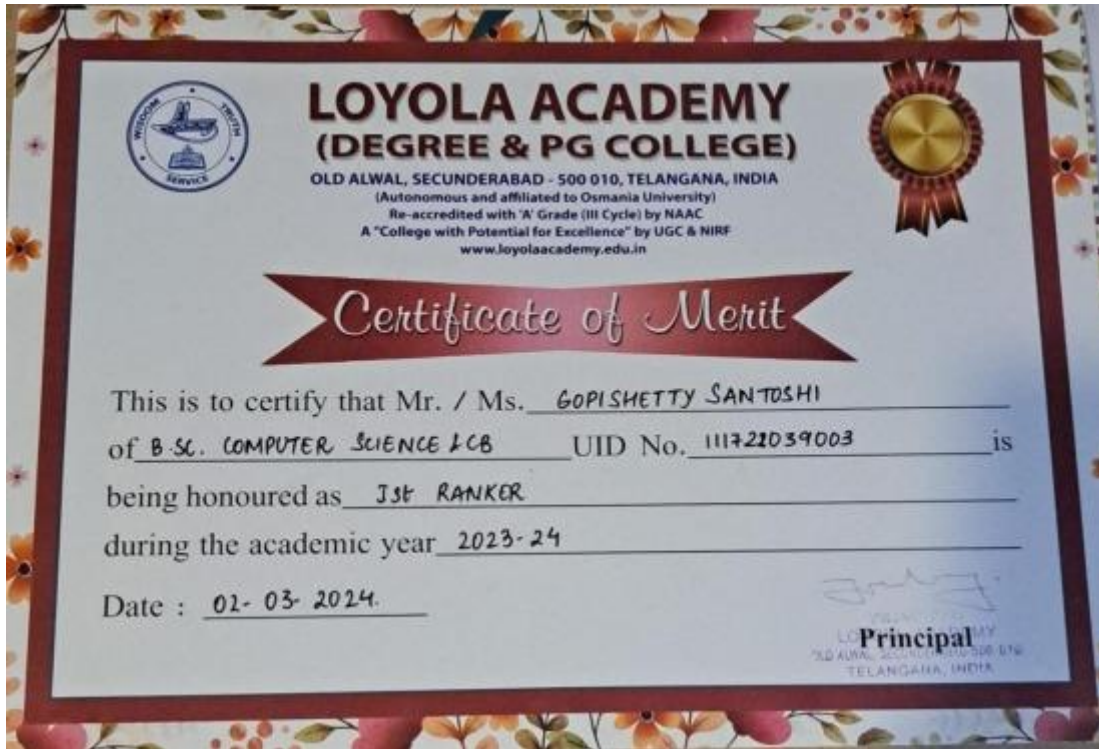 WISDOM TRUTH
SERVICE
LOYOLA ACADEMY
(DEGREE & PG COLLEGE)
OLD ALWAL, SECUNDERABAD - 500 010, TELANGANA, INDIA
(Autonomous and affiliated to Osmania University)
Re-accredited with 'A' Grade (III Cycle) by NAAC
A "College with Potential for Excellence" by UGC & NIRF
www.loyolaacademy.edu.in
Certificate of Merit
This is to certify that Mr. / Ms. GOPISHETTY SANTOSHI
of B.SC. COMPUTER SCIENCE & CB UID No. 111722039003 is
being honoured as Ist RANKER
during the academic year 2023-24
Date : 02-03-2024.
Principal
TELANGANA, INDIA